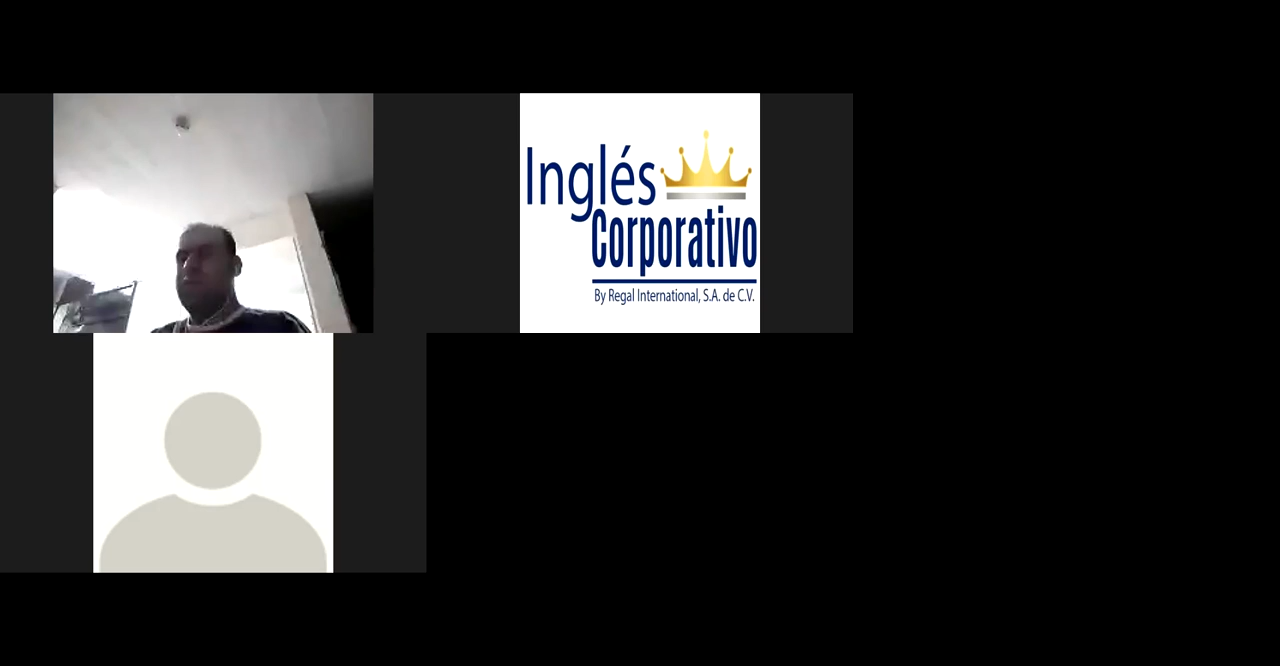 Inglés
Corporativo
By Regal International, S.A. de C.V.